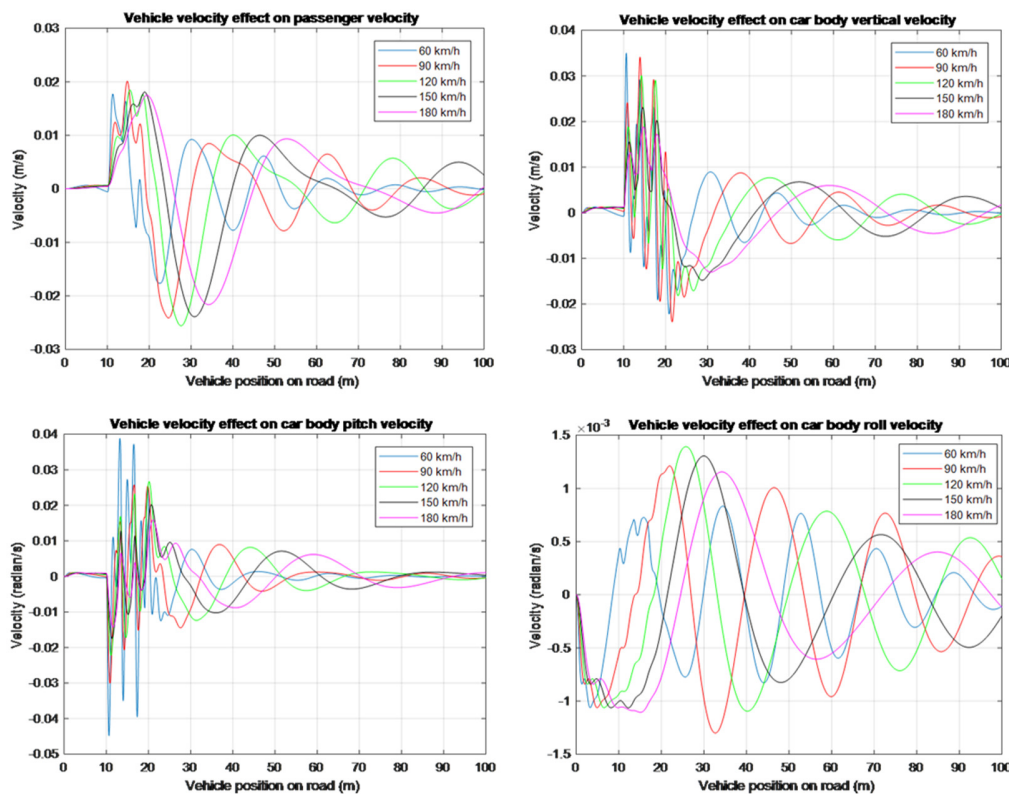 Vehicle velocity effect on passenger velocity
0.03
0.02
0.01
0
-0.01
-0.02
-0.03
Velocity (m/s)
60 km/h
90 km/h
120 km/h
150 km/h
180 km/h
0 10 20 30 40 50 60 70 80 90 100
Vehicle position on road (m)
Vehicle velocity effect on car body vertical velocity
0.04
0.03
0.02
0.01
0
-0.01
-0.02
-0.03
Velocity (m/s)
60 km/h
90 km/h
120 km/h
150 km/h
180 km/h
0 10 20 30 40 50 60 70 80 90 100
Vehicle position on road (m)
Vehicle velocity effect on car body pitch velocity
0.04
0.03
0.02
0.01
0
-0.01
-0.02
-0.03
-0.04
-0.05
Velocity (radian/s)
60 km/h
90 km/h
120 km/h
150 km/h
180 km/h
0 10 20 30 40 50 60 70 80 90 100
Vehicle position on road (m)
Vehicle velocity effect on car body roll velocity
×10⁻³
1.5
1
0.5
0
-0.5
-1
-1.5
Velocity (radian/s)
60 km/h
90 km/h
120 km/h
150 km/h
180 km/h
0 10 20 30 40 50 60 70 80 90 100
Vehicle position on road (m)